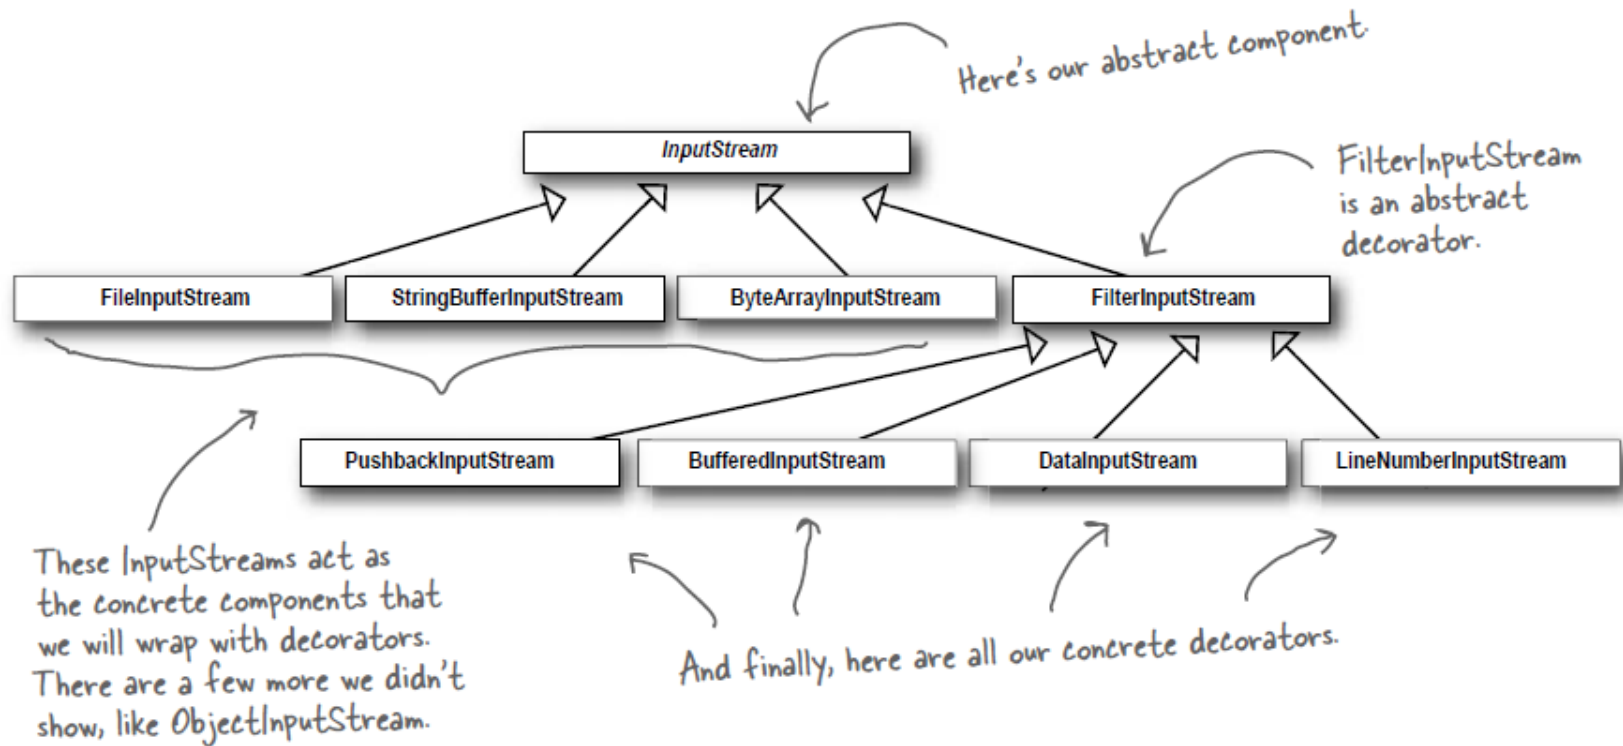 Here's our abstract component.
InputStream
FilterInputStream
is an abstract
decorator.
FileInputStream
StringBufferInputStream
ByteArrayInputStream
FilterInputStream
PushbackInputStream
BufferedInputStream
DataInputStream
LineNumberInputStream
These InputStreams act as
the concrete components that
we will wrap with decorators.
There are a few more we didn't
show, like ObjectInputStream.
And finally, here are all our concrete decorators.